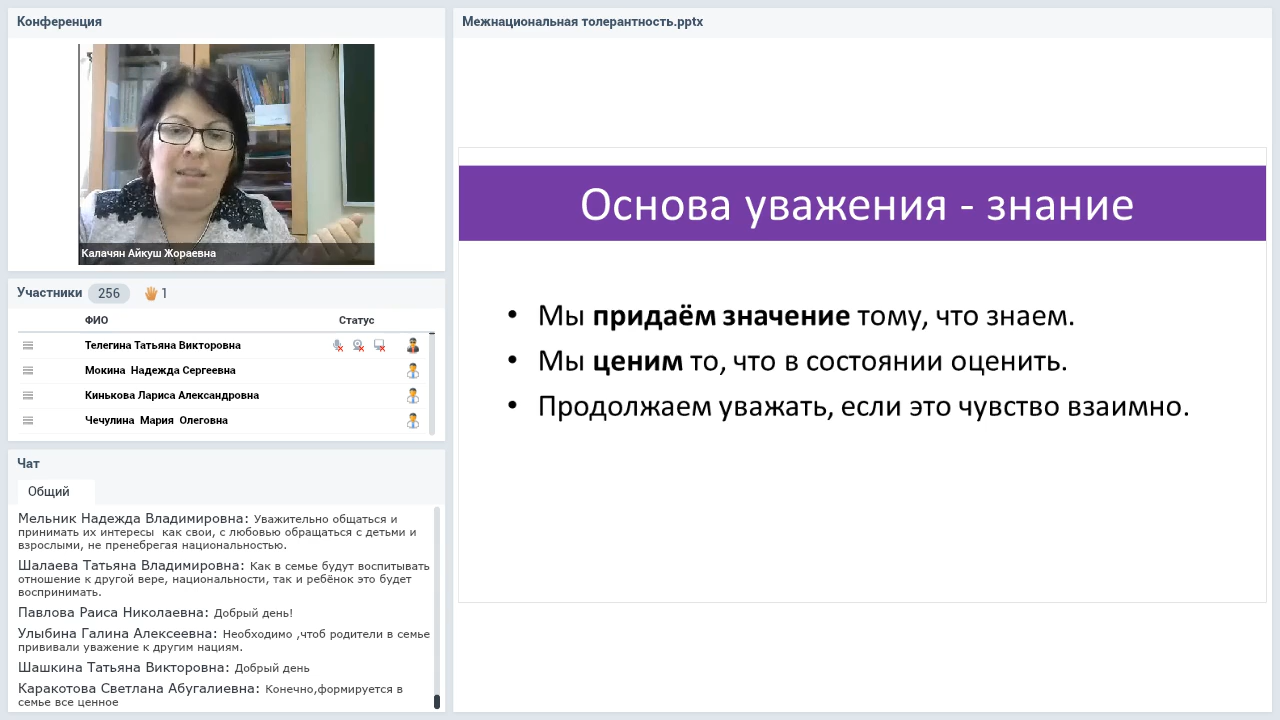 Конференция
Калачян Айкуш Жораевна
Участники 256 1
ФИО Статус
Телегина Татьяна Викторовна
Мокина Надежда Сергеевна
Кинькова Лариса Александровна
Чечулина Мария Олеговна
Чат
Общий
Мельник Надежда Владимировна: Уважительно общаться и
принимать их интересы как свои, с любовью обращаться с детьми и
взрослыми, не пренебрегая национальностью.
Шалаева Татьяна Владимировна: Как в семье будут воспитывать
отношение к другой вере, национальности, так и ребёнок это будет
воспринимать.
Павлова Раиса Николаевна: Добрый день!
Улыбина Галина Алексеевна: Необходимо ,чтоб родители в семье
прививали уважение к другим нациям.
Шашкина Татьяна Викторовна: Добрый день
Каракотова Светлана Абугалиевна: Конечно,формируется в
семье все ценное
Межнациональная толерантность.pptx
Основа уважения - знание
• Мы придаём значение тому, что знаем.
• Мы ценим то, что в состоянии оценить.
• Продолжаем уважать, если это чувство взаимно.